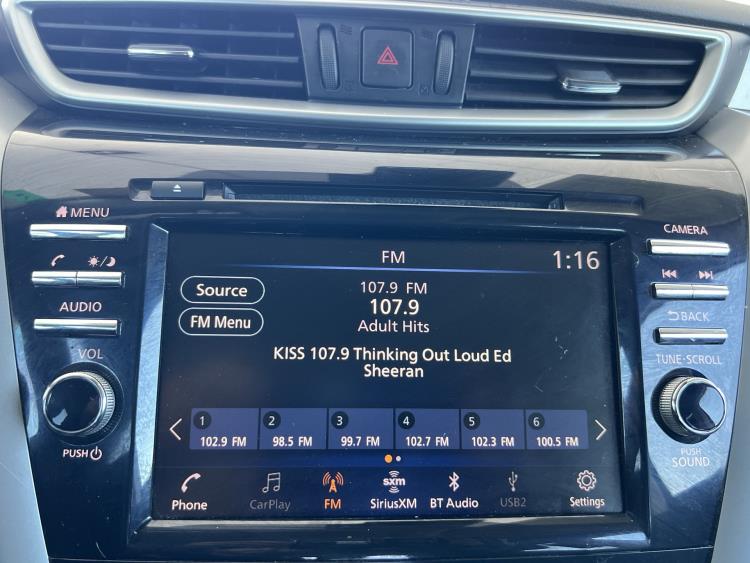 MENU
CAMERA
FM
1:16
Source
107.9 FM
107.9
FM Menu
Adult Hits
AUDIO
BACK
KISS 107.9 Thinking Out Loud Ed
Sheeran
VOL
TUNE·SCROLL
1 2 3 4 5 6
102.9 FM 98.5 FM 99.7 FM 102.7 FM 102.3 FM 100.5 FM
PUSH
PUSH
SOUND
sxm
Phone CarPlay FM SiriusXM BT Audio USB2 Settings